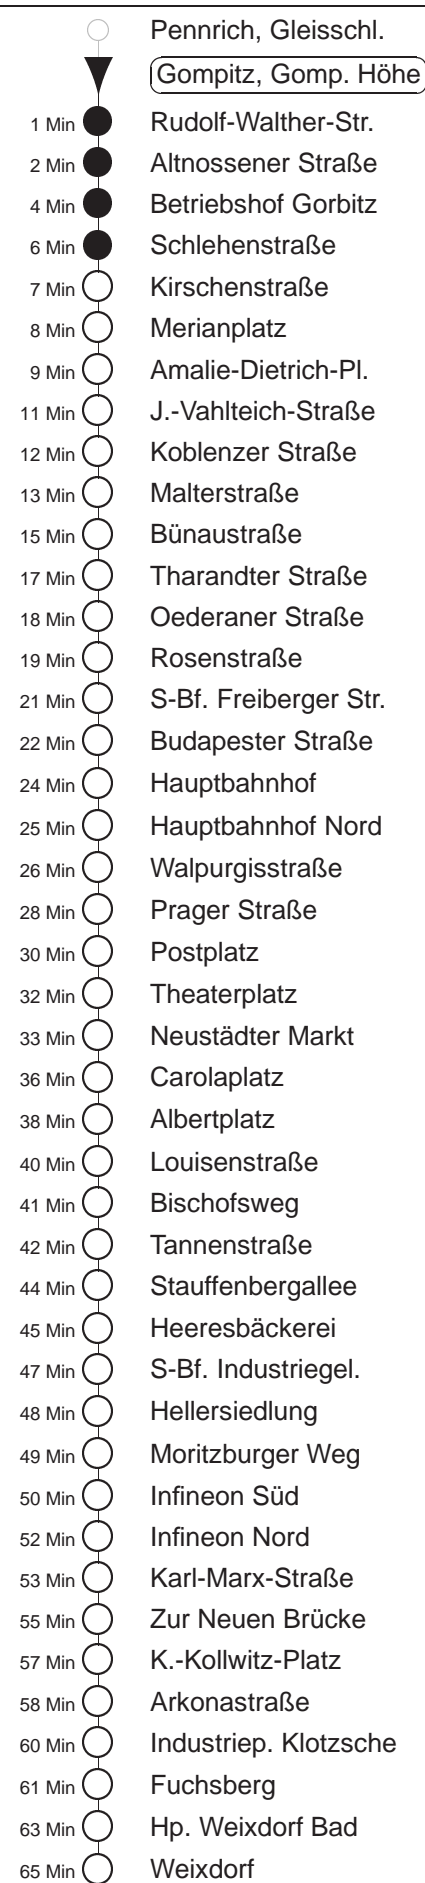 Pennrich, Gleisschl.
Gompitz, Gomp. Höhe
1 Min Rudolf-Walther-Str.
2 Min Altnossener Straße
4 Min Betriebshof Gorbitz
6 Min Schlehenstraße
7 Min Kirschenstraße
8 Min Merianplatz
9 Min Amalie-Dietrich-Pl.
11 Min J.-Vahlteich-Straße
12 Min Koblenzer Straße
13 Min Malterstraße
15 Min Bünaustraße
17 Min Tharandter Straße
18 Min Oederaner Straße
19 Min Rosenstraße
21 Min S-Bf. Freiberger Str.
22 Min Budapester Straße
24 Min Hauptbahnhof
25 Min Hauptbahnhof Nord
26 Min Walpurgisstraße
28 Min Prager Straße
30 Min Postplatz
32 Min Theaterplatz
33 Min Neustädter Markt
36 Min Carolaplatz
38 Min Albertplatz
40 Min Louisenstraße
41 Min Bischofsweg
42 Min Tannenstraße
44 Min Stauffenbergallee
45 Min Heeresbäckerei
47 Min S-Bf. Industriegel.
48 Min Hellersiedlung
49 Min Moritzburger Weg
50 Min Infineon Süd
52 Min Infineon Nord
53 Min Karl-Marx-Straße
55 Min Zur Neuen Brücke
57 Min K.-Kollwitz-Platz
58 Min Arkonastraße
60 Min Industriep. Klotzsche
61 Min Fuchsberg
63 Min Hp. Weixdorf Bad
65 Min Weixdorf